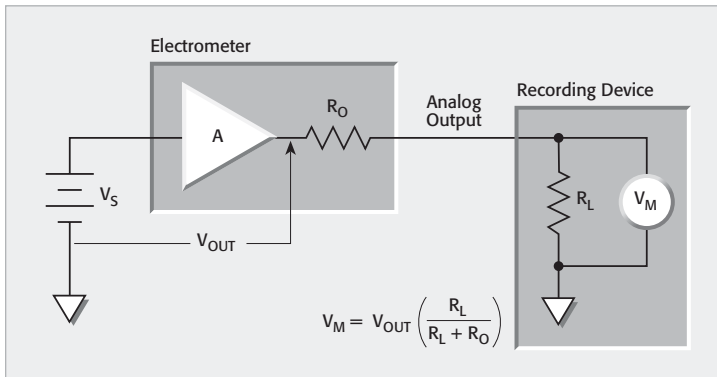 Electrometer
A
R_O
Analog
Output
Recording Device
V_S
V_OUT
R_L
V_M
V_M = V_OUT ( R_L / (R_L + R_O) )